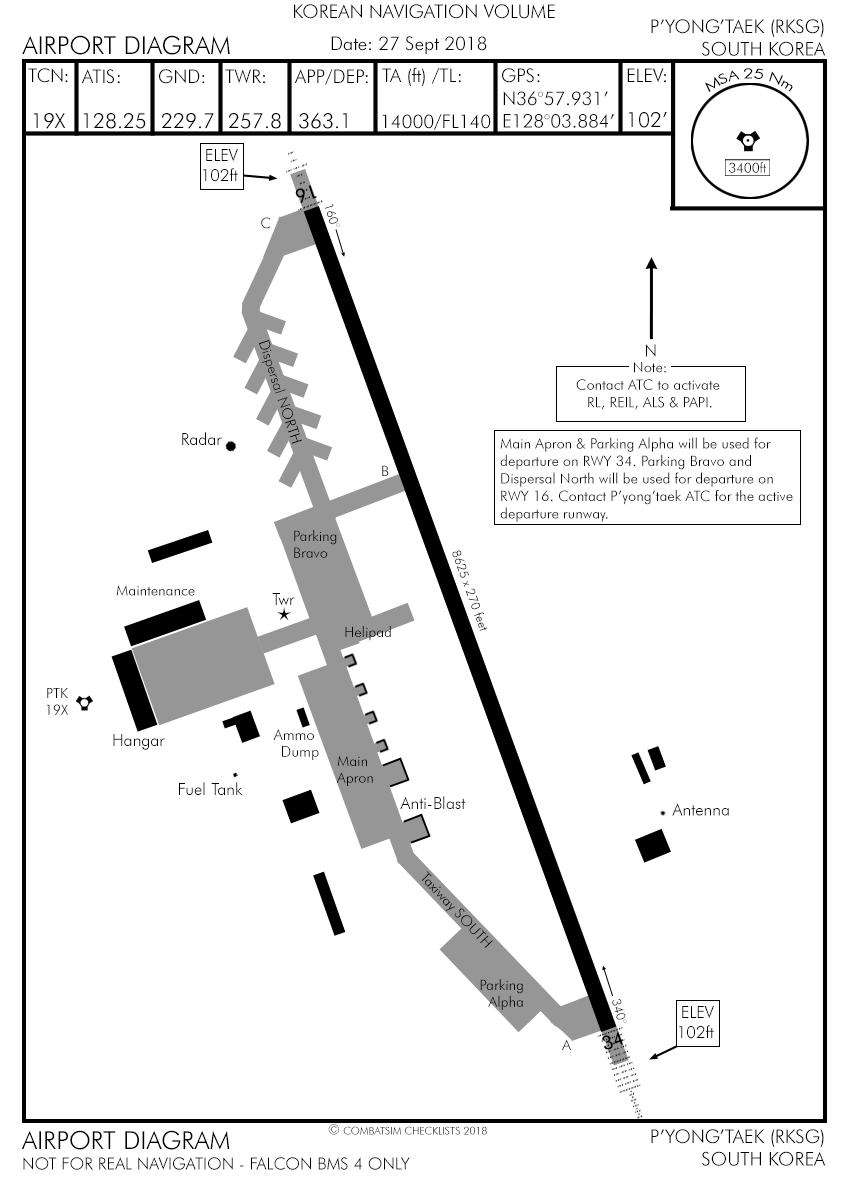 KOREAN NAVIGATION VOLUME
AIRPORT DIAGRAM
Date: 27 Sept 2018
P'YONG'TAEK (RKSG)
SOUTH KOREA
TCN:
19X
ATIS:
128.25
GND:
229.7
TWR:
257.8
APP/DEP:
363.1
TA (ft) /TL:
14000/FL140
GPS:
N36°57.931'
E128°03.884'
ELEV:
102'
MSA 25 Nm
3400ft
ELEV
102ft
16
160°
C
N
Note:
Contact ATC to activate
RL, REIL, ALS & PAPI.
Main Apron & Parking Alpha will be used for
departure on RWY 34. Parking Bravo and
Dispersal North will be used for departure on
RWY 16. Contact P'yong'taek ATC for the active
departure runway.
Dispersal NORTH
Radar
B
Parking
Bravo
8625 x 270 feet
Maintenance
Twr
Helipad
PTK
19X
Hangar
Ammo
Dump
Main
Apron
Fuel Tank
Anti-Blast
Antenna
Taxiway SOUTH
Parking
Alpha
340°
A
34
ELEV
102ft
© COMBATSIM CHECKLISTS 2018
AIRPORT DIAGRAM
NOT FOR REAL NAVIGATION - FALCON BMS 4 ONLY
P'YONG'TAEK (RKSG)
SOUTH KOREA